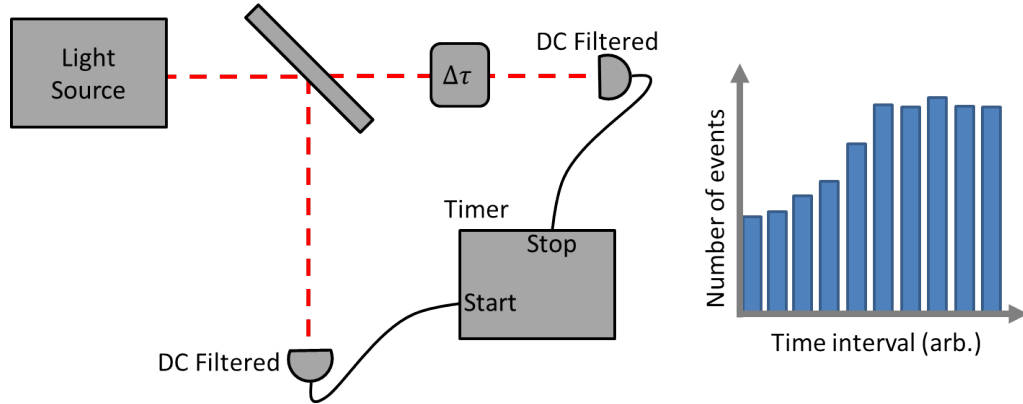 Light
Source
Δτ
DC Filtered
Timer
Stop
Start
DC Filtered
Number of events
Time interval (arb.)